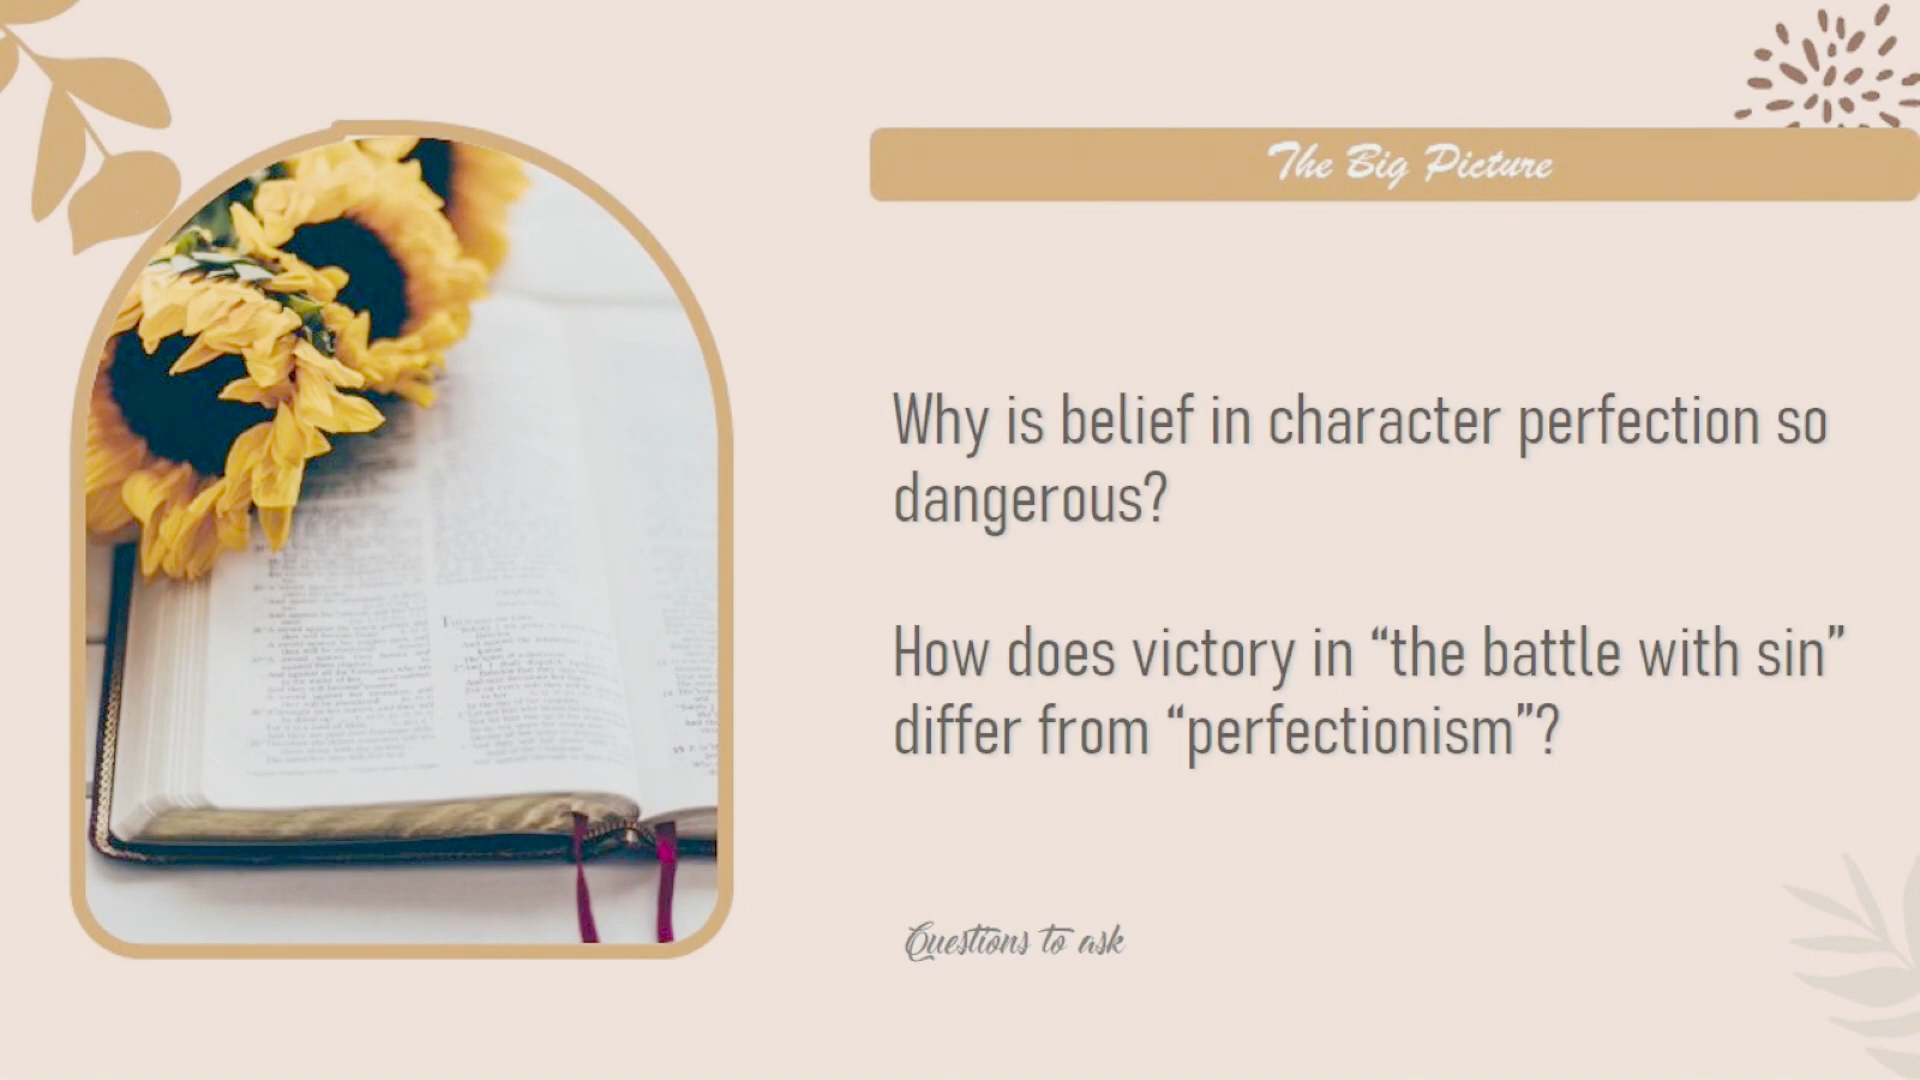 The Big Picture
Why is belief in character perfection so
dangerous?
How does victory in “the battle with sin”
differ from “perfectionism”?
Questions to ask